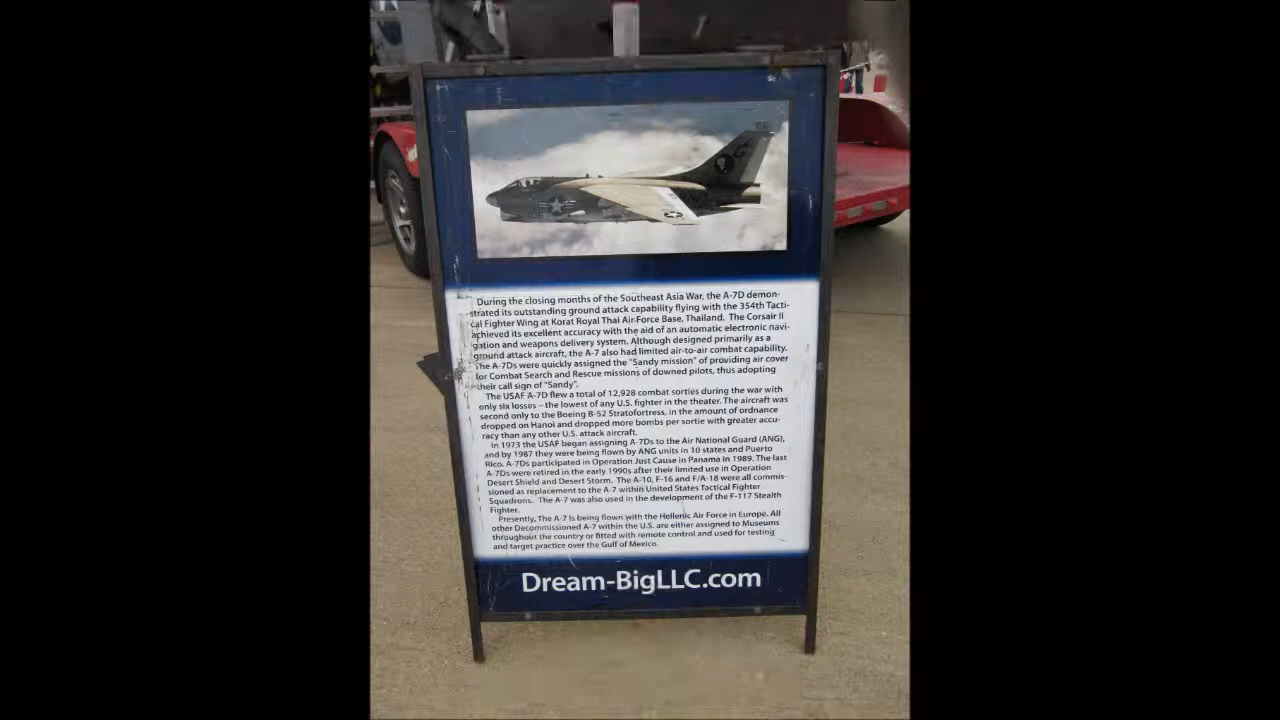 During the closing months of the Southeast Asia War, the A-7D demon-
strated its outstanding ground attack capability flying with the 354th Tacti-
cal Fighter Wing at Korat Royal Thai Air Force Base, Thailand. The Corsair II
achieved its excellent accuracy with the aid of an automatic electronic navi-
gation and weapons delivery system. Although designed primarily as a
ground attack aircraft, the A-7 also had limited air-to-air combat capability.
The A-7Ds were quickly assigned the "Sandy mission" of providing air cover
for Combat Search and Rescue missions of downed pilots, thus adopting
their call sign of "Sandy".
The USAF A-7D flew a total of 12,928 combat sorties during the war with
only six losses – the lowest of any U.S. fighter in the theater. The aircraft was
second only to the Boeing B-52 Stratofortress, in the amount of ordnance
dropped on Hanoi and dropped more bombs per sortie with greater accu-
racy than any other U.S. attack aircraft.
In 1973 the USAF began assigning A-7Ds to the Air National Guard (ANG),
and by 1987 they were being flown by ANG units in 10 states and Puerto
Rico. A-7Ds participated in Operation Just Cause in Panama in 1989. The last
A-7Ds were retired in the early 1990s after their limited use in Operation
Desert Shield and Desert Storm. The A-10, F-16 and F/A-18 were all commis-
sioned as replacement to the A-7 within United States Tactical Fighter
Squadrons. The A-7 was also used in the development of the F-117 Stealth
Fighter.
Presently, The A-7 is being flown with the Hellenic Air Force in Europe. All
other Decommissioned A-7 within the U.S. are either assigned to Museums
throughout the country or fitted with remote control and used for testing
and target practice over the Gulf of Mexico.
Dream-BigLLC.com